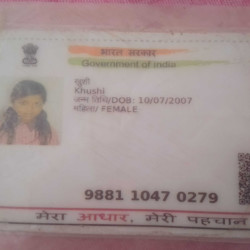 भारत सरकार
Government of India
खुशी
Khushi
जन्म तिथि/DOB: 10/07/2007
महिला/ FEMALE
9881 1047 0279
मेरा आधार, मेरी पहचान